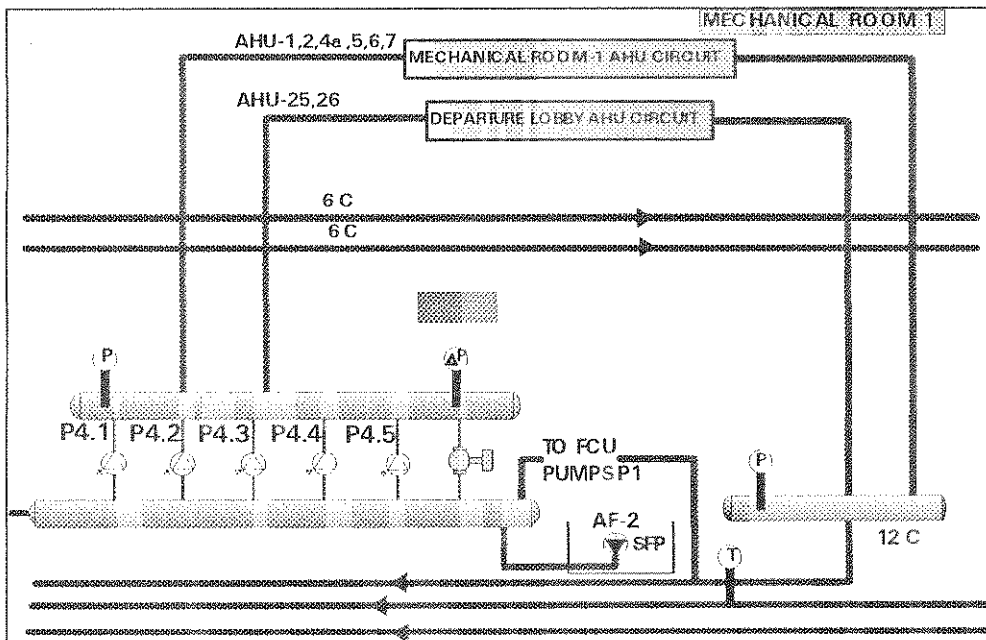 MECHANICAL ROOM 1
AHU-1,2,4a,5,6,7
MECHANICAL ROOM-1 AHU CIRCUIT
AHU-25,26
DEPARTURE LOBBY AHU CIRCUIT
6 C
6 C
P
ΔP
P4.1 P4.2 P4.3 P4.4 P4.5
TO FCU
PUMPS P1
P
AF-2
SFP
12 C
T